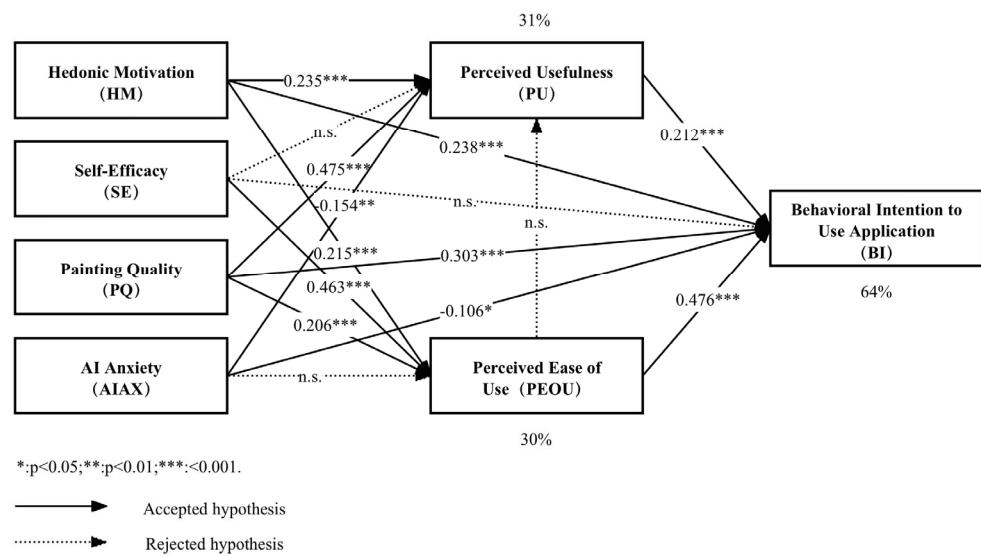 31%
Hedonic Motivation
（HM）
Perceived Usefulness
（PU）
0.235***
n.s.
0.212***
0.238***
Self-Efficacy
（SE）
0.475***
-0.154**
n.s.
n.s.
Behavioral Intention to
Use Application
（BI）
Painting Quality
（PQ）
0.215***
0.303***
0.463***
64%
0.206***
-0.106*
0.476***
AI Anxiety
（AIAX）
n.s.
Perceived Ease of
Use（PEOU）
30%
*:p<0.05;**:p<0.01;***:<0.001.
Accepted hypothesis
Rejected hypothesis